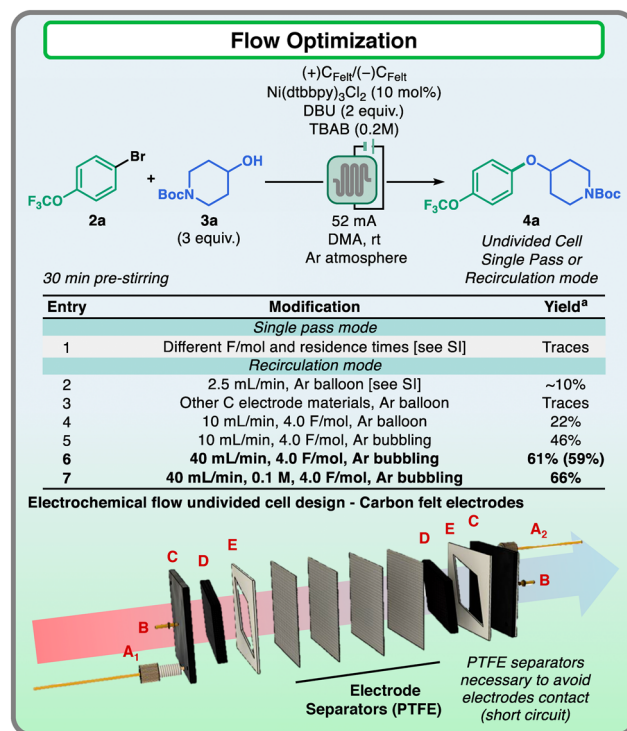 Flow Optimization
(+)CFelt/(−)CFelt
Ni(dtbbpy)3Cl2 (10 mol%)
DBU (2 equiv.)
TBAB (0.2M)
Br
F3CO
2a
+
OH
BocN
3a
(3 equiv.)
52 mA
DMA, rt
Ar atmosphere
O
F3CO
NBoc
4a
Undivided Cell
Single Pass or
Recirculation mode
30 min pre-stirring
Entry Modification Yielda
Single pass mode
1 Different F/mol and residence times [see SI] Traces
Recirculation mode
2 2.5 mL/min, Ar balloon [see SI] ~10%
3 Other C electrode materials, Ar balloon Traces
4 10 mL/min, 4.0 F/mol, Ar balloon 22%
5 10 mL/min, 4.0 F/mol, Ar bubbling 46%
6 40 mL/min, 4.0 F/mol, Ar bubbling 61% (59%)
7 40 mL/min, 0.1 M, 4.0 F/mol, Ar bubbling 66%
Electrochemical flow undivided cell design - Carbon felt electrodes
A1
B
C
D
E
D
E
C
A2
B
Electrode
Separators (PTFE)
PTFE separators
necessary to avoid
electrodes contact
(short circuit)